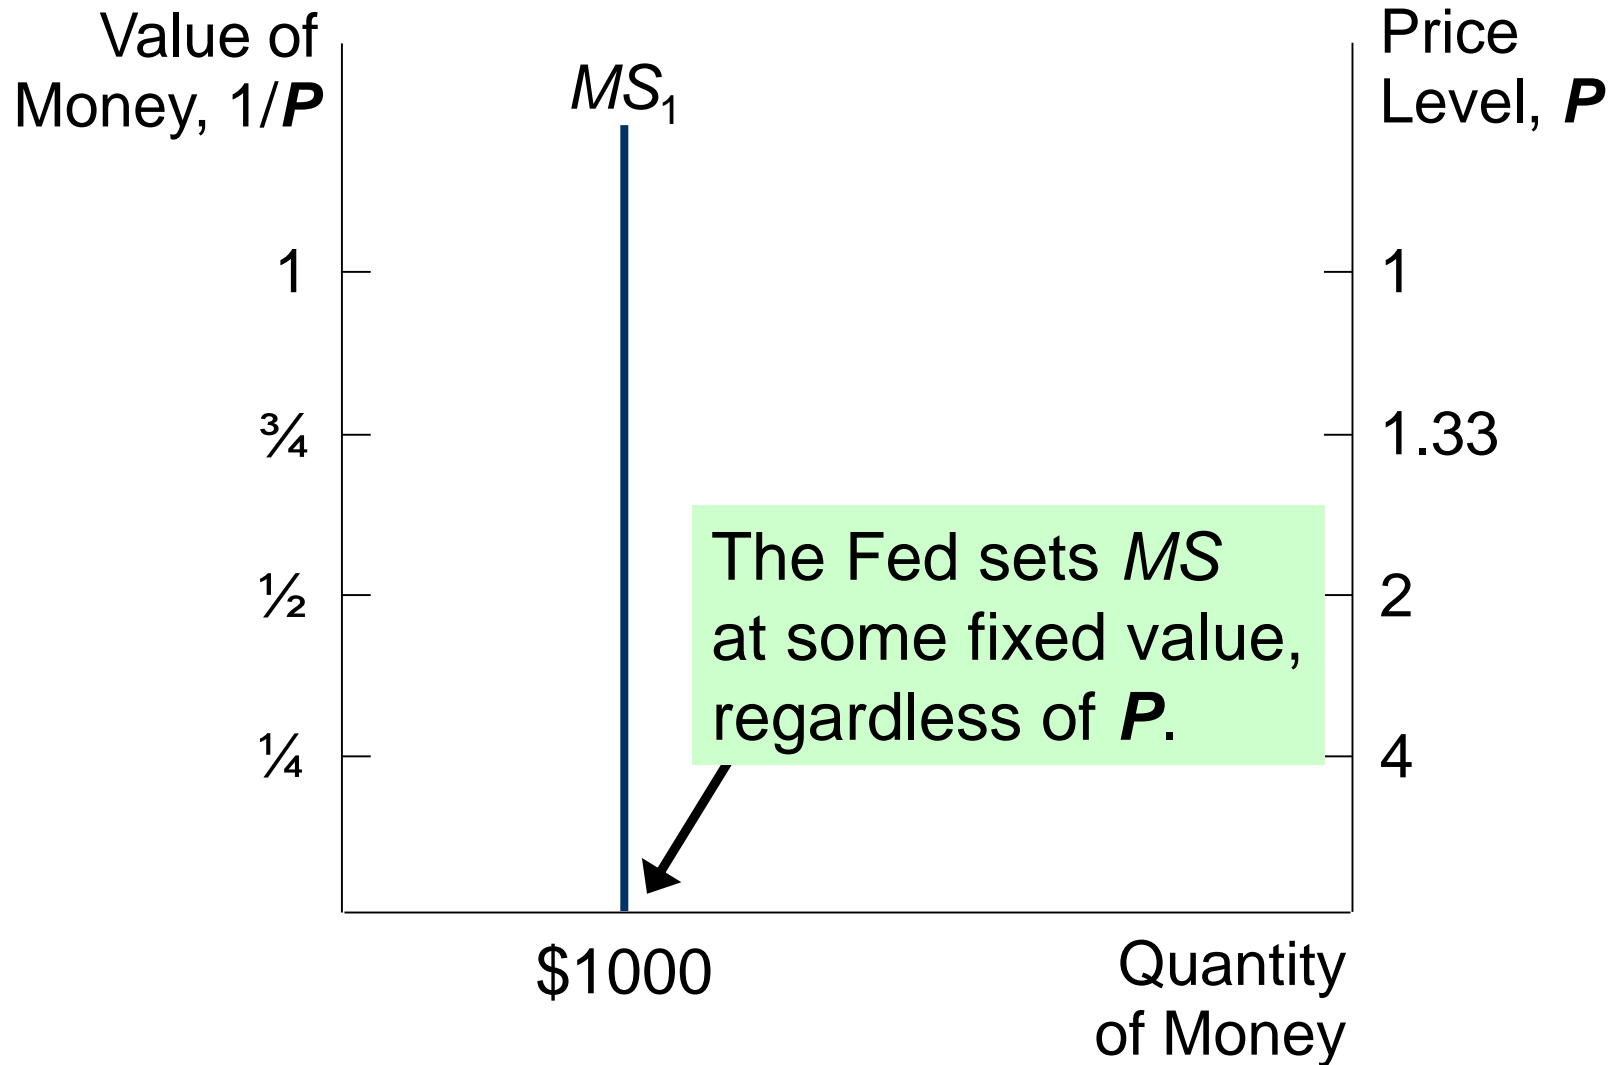 Value of
Money, 1/P
MS₁
Price
Level, P
1
1
¾
1.33
The Fed sets MS
at some fixed value,
regardless of P.
½
2
¼
4
$1000
Quantity
of Money